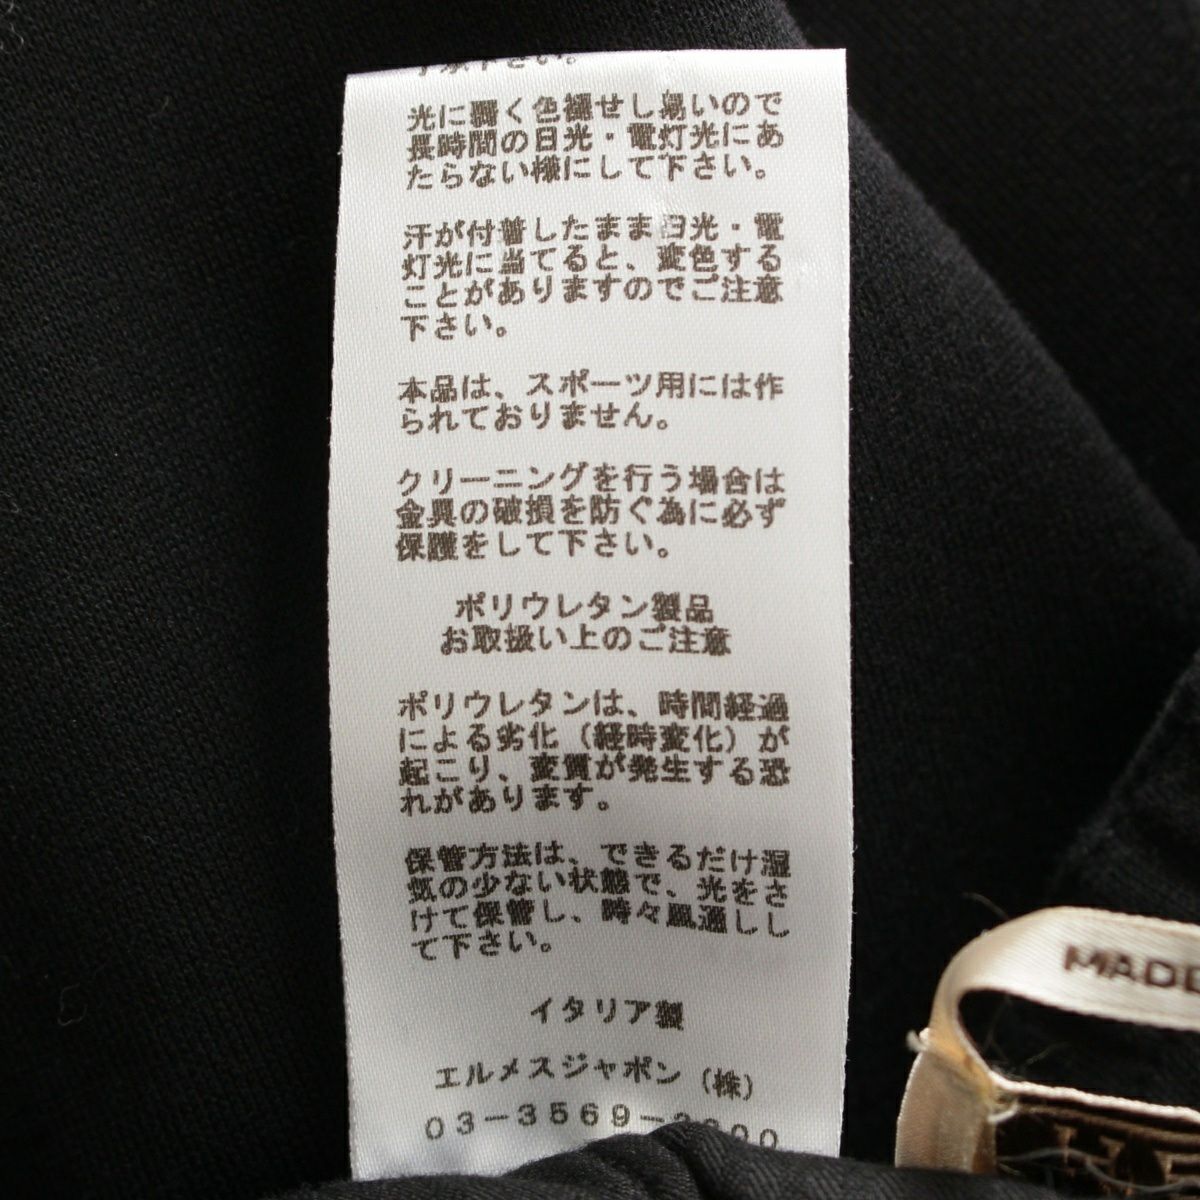 了承下さい。
光に弱く色褪せし易いので
長時間の日光・電灯光にあ
たらない様にして下さい。
汗が付着したまま日光・電
灯光に当てると、変色する
ことがありますのでご注意
下さい。
本品は、スポーツ用には作
られておりません。
クリーニングを行う場合は
金具の破損を防ぐ為に必ず
保護をして下さい。
ポリウレタン製品
お取扱い上のご注意
ポリウレタンは、時間経過
による劣化（経時変化）が
起こり、変質が発生する恐
れがあります。
保管方法は、できるだけ湿
気の少ない状態で、光をさ
けて保管し、時々風通しし
て下さい。
イタリア製
エルメスジャポン（株）
03-3569-3300
MADE